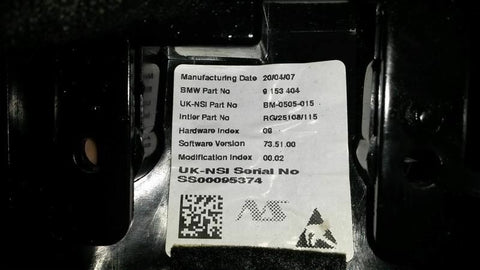 Manufacturing Date 20/04/07
BMW Part No 9 153 404
UK-NSI Part No BM-0505-015
Intier Part No RG/25108/115
Hardware Index 08
Software Version 73.51.00
Modification Index 00.02
UK-NSI Serial No
SS00095374